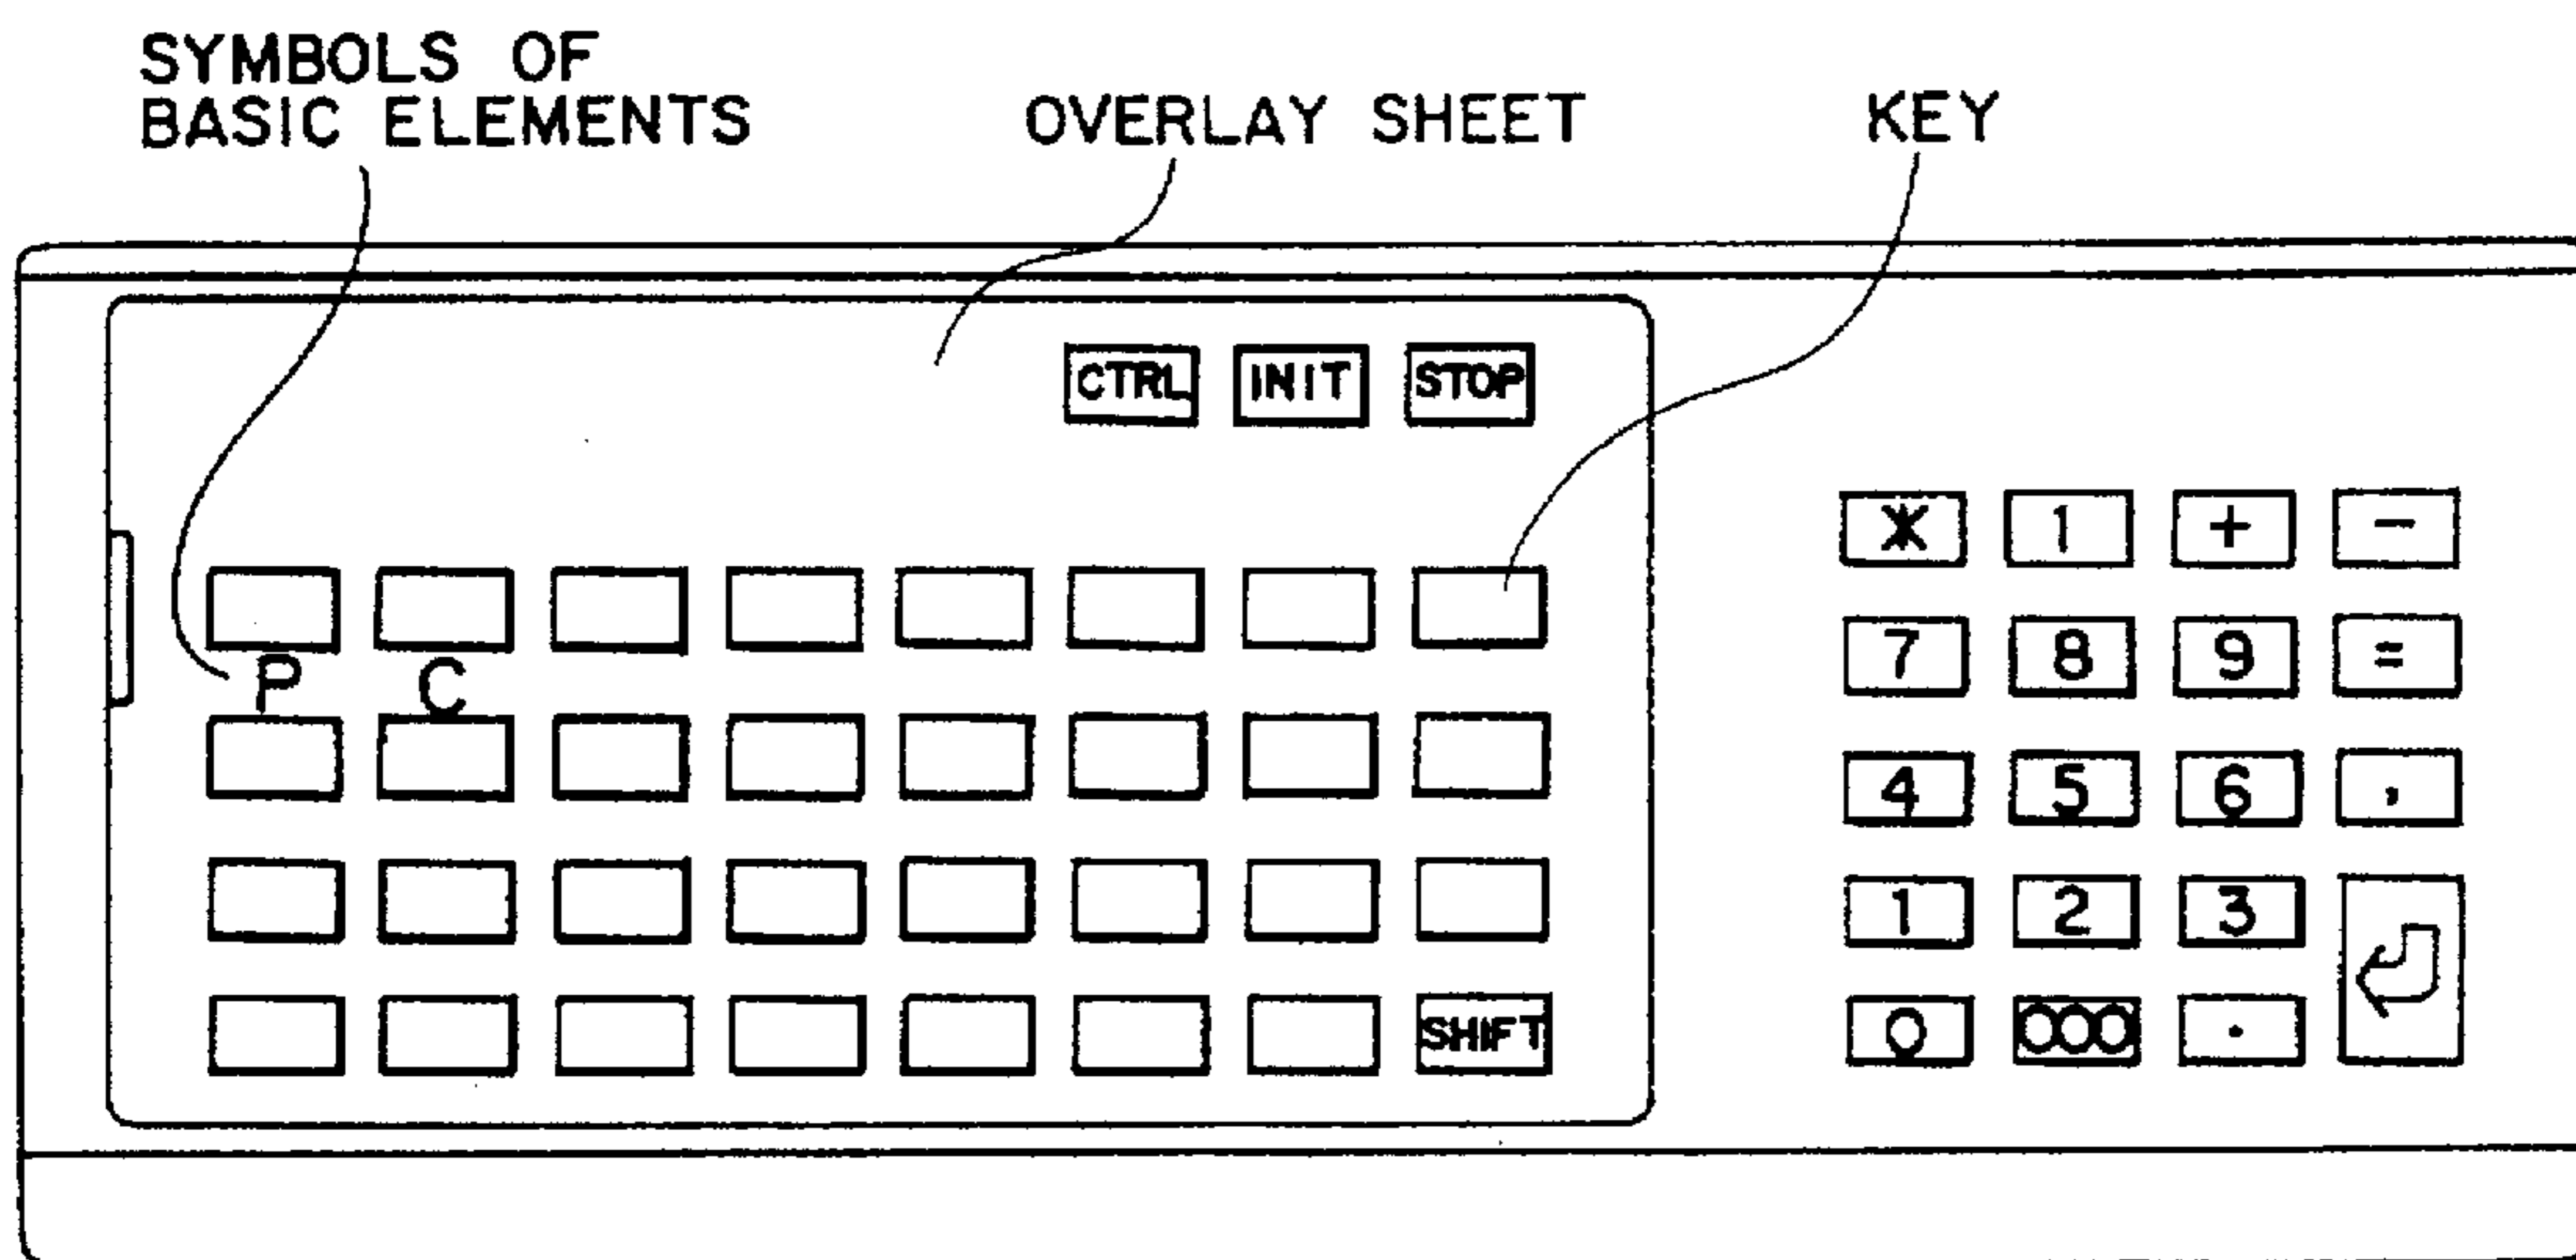 SYMBOLS OF
BASIC ELEMENTS
OVERLAY SHEET
KEY
CTRL INIT STOP
* 1 + -
P C
7 8 9 =
4 5 6 ,
1 2 3
SHIFT
0 000 .